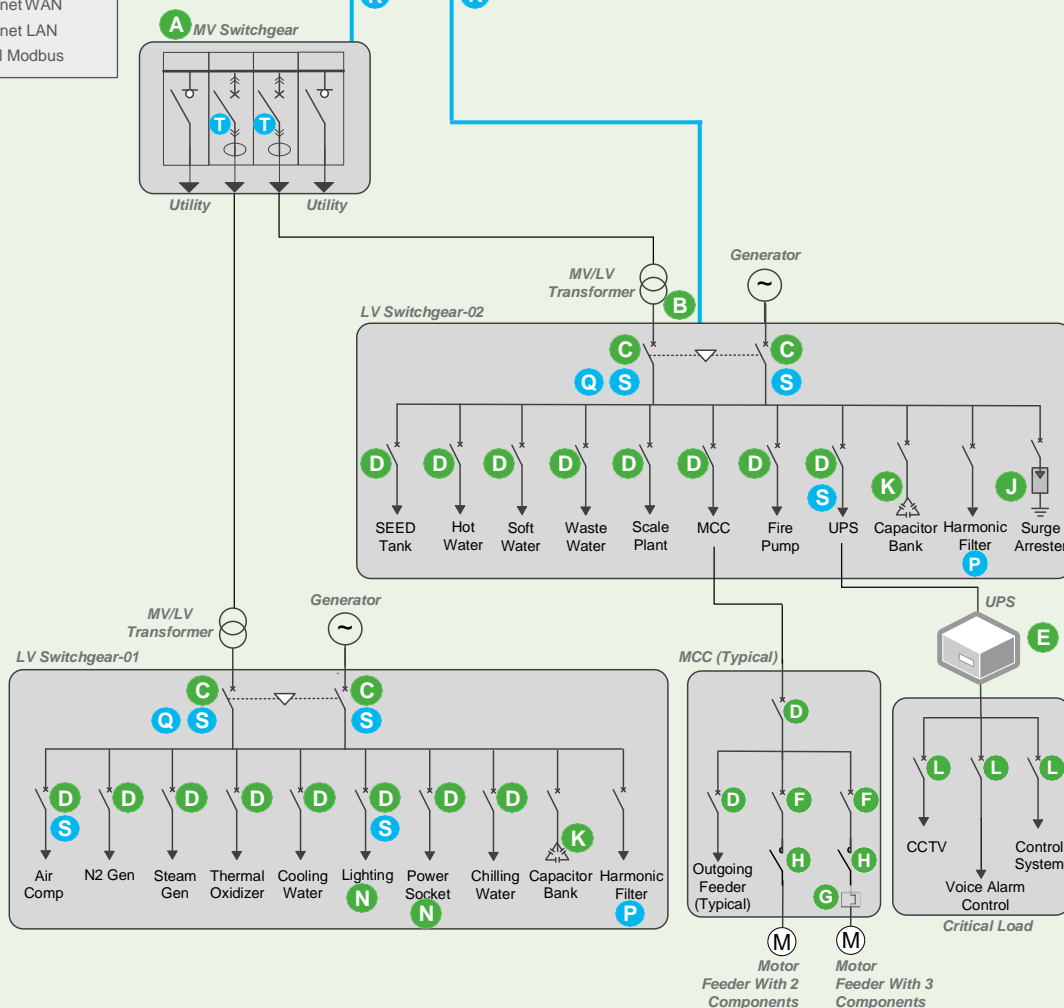 net WAN
net LAN
Modbus
A
MV Switchgear
T
T
Utility
Utility
MV/LV
Transformer
Generator
~
B
LV Switchgear-02
C
C
Q
S
S
D
D
D
D
D
D
D
D
S
K
J
SEED
Tank
Hot
Water
Soft
Water
Waste
Water
Scale
Plant
MCC
Fire
Pump
UPS
Capacitor
Bank
Harmonic
Filter
P
Surge
Arrester
MV/LV
Transformer
Generator
~
LV Switchgear-01
C
C
Q
S
S
D
D
D
D
D
D
D
D
S
S
K
Air
Comp
N2 Gen
Steam
Gen
Thermal
Oxidizer
Cooling
Water
Lighting
N
Power
Socket
N
Chilling
Water
Capacitor
Bank
Harmonic
Filter
P
MCC (Typical)
D
D
F
F
H
H
G
Outgoing
Feeder
(Typical)
M
M
Motor
Feeder With 2
Components
Motor
Feeder With 3
Components
UPS
E
L
L
L
CCTV
Voice Alarm
Control
Control
System
Critical Load